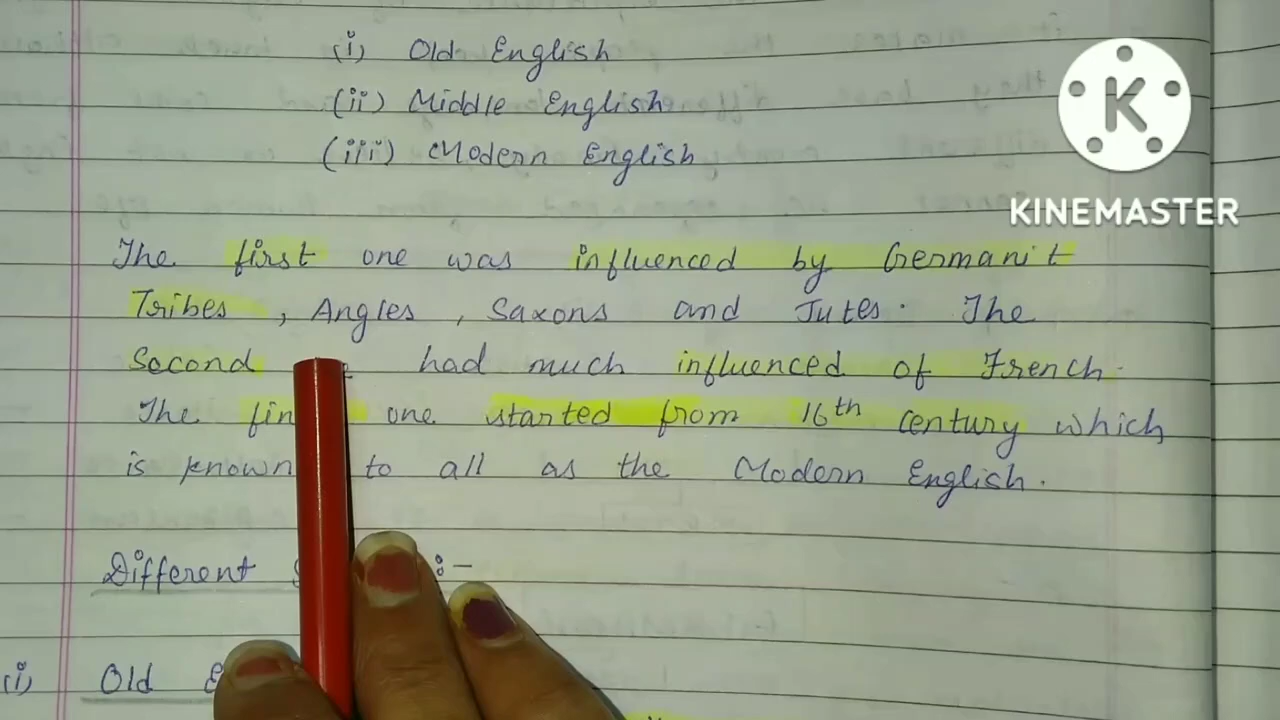 (i) Old English
(ii) Middle English
(iii) Modern English
K
KINEMASTER
The first one was influenced by Germanit
Tribes, Angles, Saxons and Jutes. The
Second had much influenced of French.
The one started from 16th century which
is known to all as the Modern English.
Different :-
(i) Old